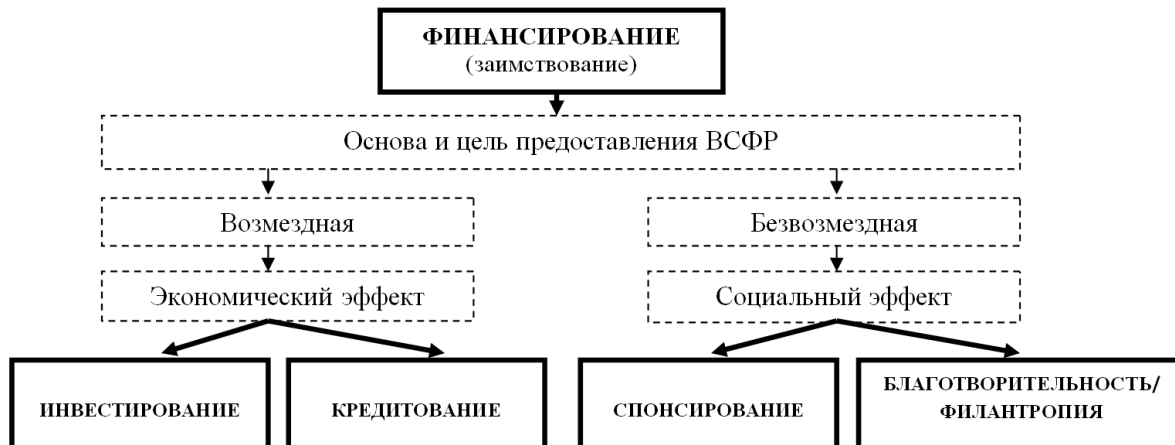 ФИНАНСИРОВАНИЕ
(заимствование)
Основа и цель предоставления ВСФР
Возмездная
Безвозмездная
Экономический эффект
Социальный эффект
ИНВЕСТИРОВАНИЕ
КРЕДИТОВАНИЕ
СПОНСИРОВАНИЕ
БЛАГОТВОРИТЕЛЬНОСТЬ/
ФИЛАНТРОПИЯ